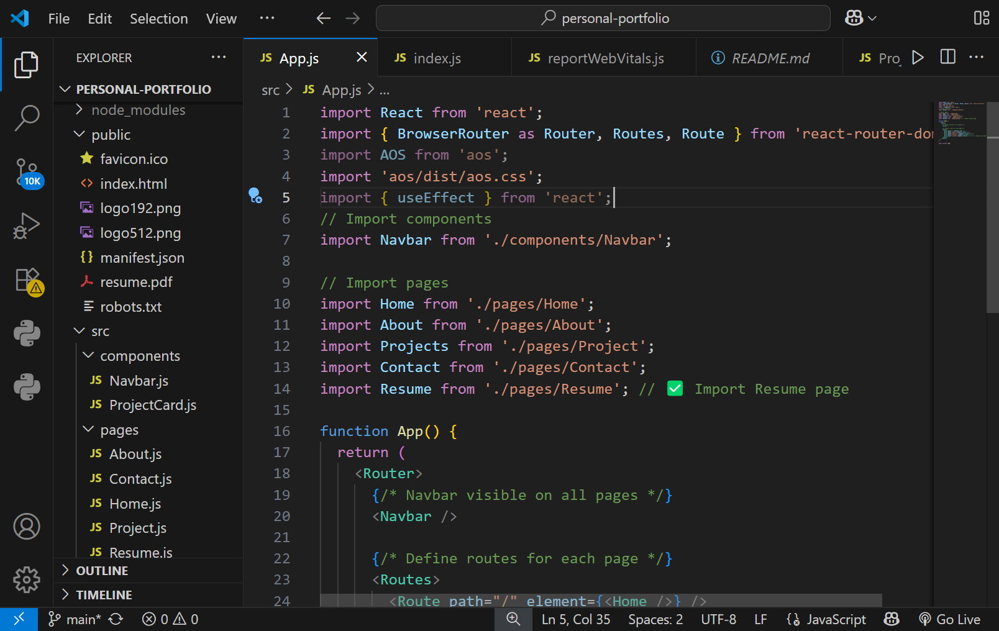 File Edit Selection View ...
personal-portfolio
EXPLORER ...
PERSONAL-PORTFOLIO
node_modules
public
favicon.ico
index.html
logo192.png
logo512.png
manifest.json
resume.pdf
robots.txt
src
components
JS Navbar.js
JS ProjectCard.js
pages
JS About.js
JS Contact.js
JS Home.js
JS Project.js
JS Resume.js
OUTLINE
TIMELINE
10K
JS App.js
JS index.js
JS reportWebVitals.js
README.md
JS Proj
src > JS App.js > ...
1 import React from 'react';
2 import { BrowserRouter as Router, Routes, Route } from 'react-router-dom
3 import AOS from 'aos';
4 import 'aos/dist/aos.css';
5 import { useEffect } from 'react';
6 // Import components
7 import Navbar from './components/Navbar';
8
9 // Import pages
10 import Home from './pages/Home';
11 import About from './pages/About';
12 import Projects from './pages/Project';
13 import Contact from './pages/Contact';
14 import Resume from './pages/Resume'; // ✅ Import Resume page
15
16 function App() {
17 return (
18 <Router>
19 {/* Navbar visible on all pages */}
20 <Navbar />
21
22 {/* Define routes for each page */}
23 <Routes>
24 <Route path="/" element={<Home />} />
main* 0 0
Ln 5, Col 35 Spaces: 2 UTF-8 LF {} JavaScript Go Live